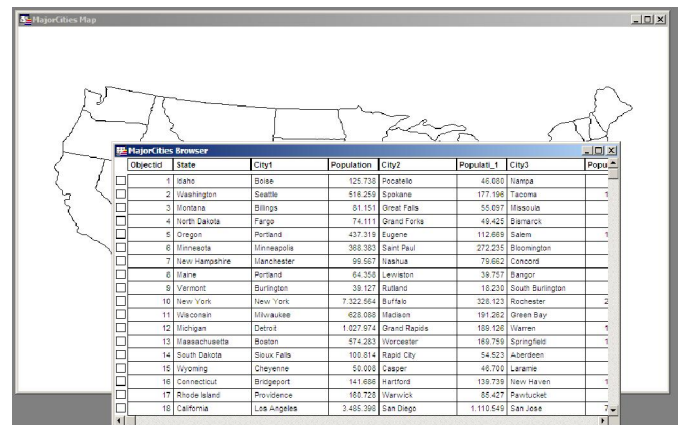 MajorCities Map
MajorCities Browser
Objectid State City1 Population City2 Populati_1 City3 Popu
1 Idaho Boise 125.738 Pocatello 46.080 Nampa
2 Washington Seattle 516.259 Spokane 177.196 Tacoma 1
3 Montana Billings 81.151 Great Falls 55.097 Missoula
4 North Dakota Fargo 74.111 Grand Forks 49.425 Bismarck
5 Oregon Portland 437.319 Eugene 112.669 Salem 1
6 Minnesota Minneapolis 368.383 Saint Paul 272.235 Bloomington
7 New Hampshire Manchester 99.567 Nashua 79.662 Concord
8 Maine Portland 64.358 Lewiston 39.757 Bangor
9 Vermont Burlington 39.127 Rutland 18.230 South Burlington
10 New York New York 7.322.564 Buffalo 328.123 Rochester 2
11 Wisconsin Milwaukee 628.088 Madison 191.262 Green Bay
12 Michigan Detroit 1.027.974 Grand Rapids 189.126 Warren 1
13 Massachusetts Boston 574.283 Worcester 169.759 Springfield 1
14 South Dakota Sioux Falls 100.814 Rapid City 54.523 Aberdeen
15 Wyoming Cheyenne 50.008 Casper 46.700 Laramie
16 Connecticut Bridgeport 141.686 Hartford 139.739 New Haven 1
17 Rhode Island Providence 160.728 Warwick 85.427 Pawtucket
18 California Los Angeles 3.485.398 San Diego 1.110.549 San Jose 7